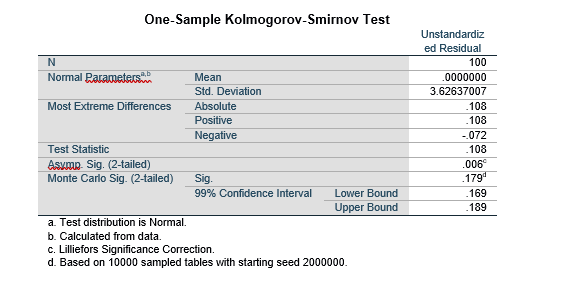 One-Sample Kolmogorov-Smirnov Test
Unstandardiz
ed Residual
N 100
Normal Parametersa,b Mean .0000000
Std. Deviation 3.62637007
Most Extreme Differences Absolute .108
Positive .108
Negative -.072
Test Statistic .108
Asymp. Sig. (2-tailed) .006c
Monte Carlo Sig. (2-tailed) Sig. .179d
99% Confidence Interval Lower Bound .169
Upper Bound .189
a. Test distribution is Normal.
b. Calculated from data.
c. Lilliefors Significance Correction.
d. Based on 10000 sampled tables with starting seed 2000000.